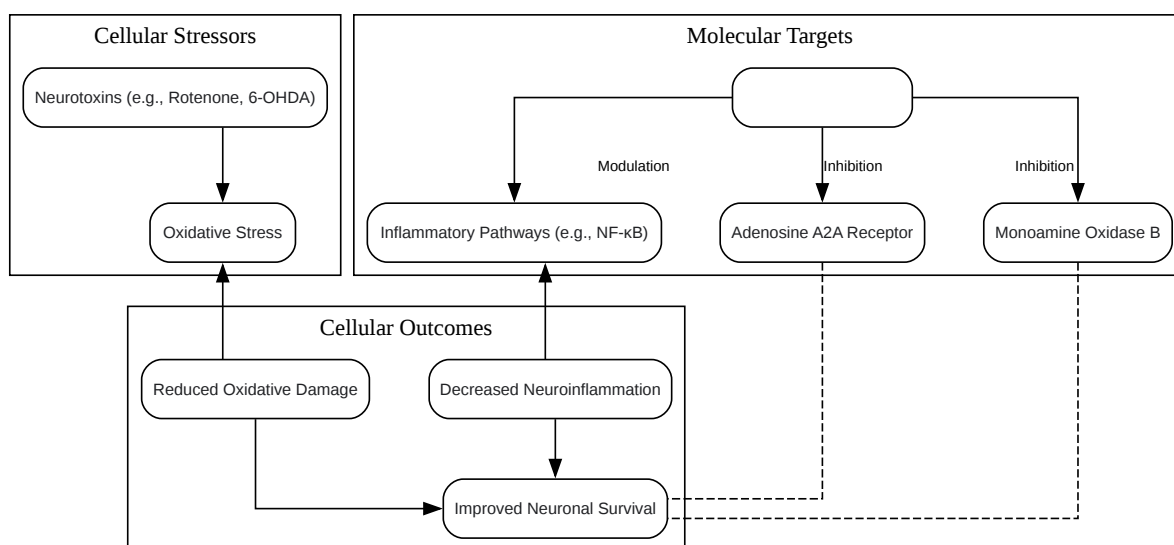 Cellular Stressors
Neurotoxins (e.g., Rotenone, 6-OHDA)
Oxidative Stress
Molecular Targets
Modulation
Inhibition
Inhibition
Inflammatory Pathways (e.g., NF-κB)
Adenosine A2A Receptor
Monoamine Oxidase B
Cellular Outcomes
Reduced Oxidative Damage
Decreased Neuroinflammation
Improved Neuronal Survival